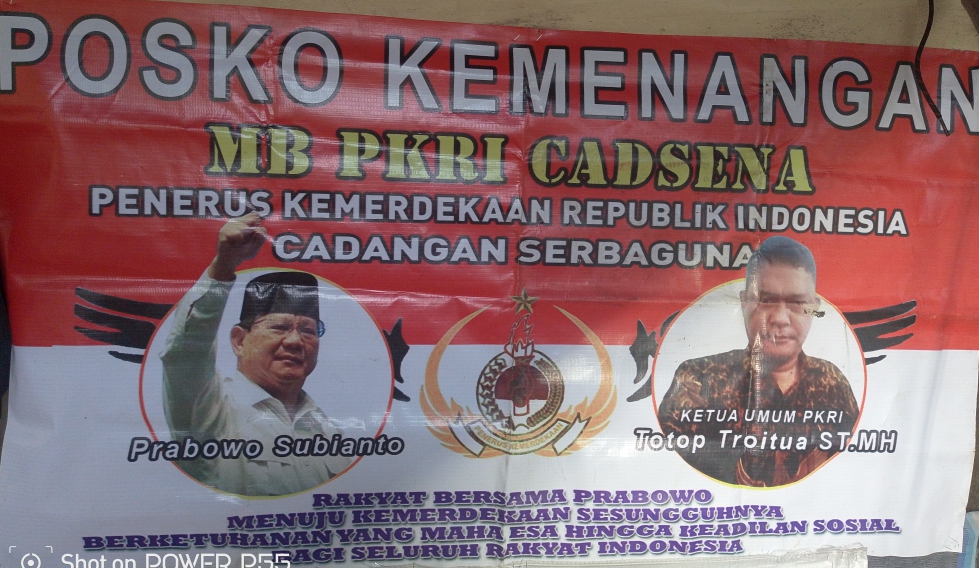 POSKO KEMENANGAN
MB PKRI CADSENA
PENERUS KEMERDEKAAN REPUBLIK INDONESIA
CADANGAN SERBAGUNA
PENERUS KEMERDEKAAN
Prabowo Subianto
KETUA UMUM PKRI
Totop Troitua ST.MH
RAKYAT BERSAMA PRABOWO
MENUJU KEMERDEKAAN SESUNGGUHNYA
BERKETUHANAN YANG MAHA ESA HINGGA KEADILAN SOSIAL
BAGI SELURUH RAKYAT INDONESIA
Shot on POWER P55